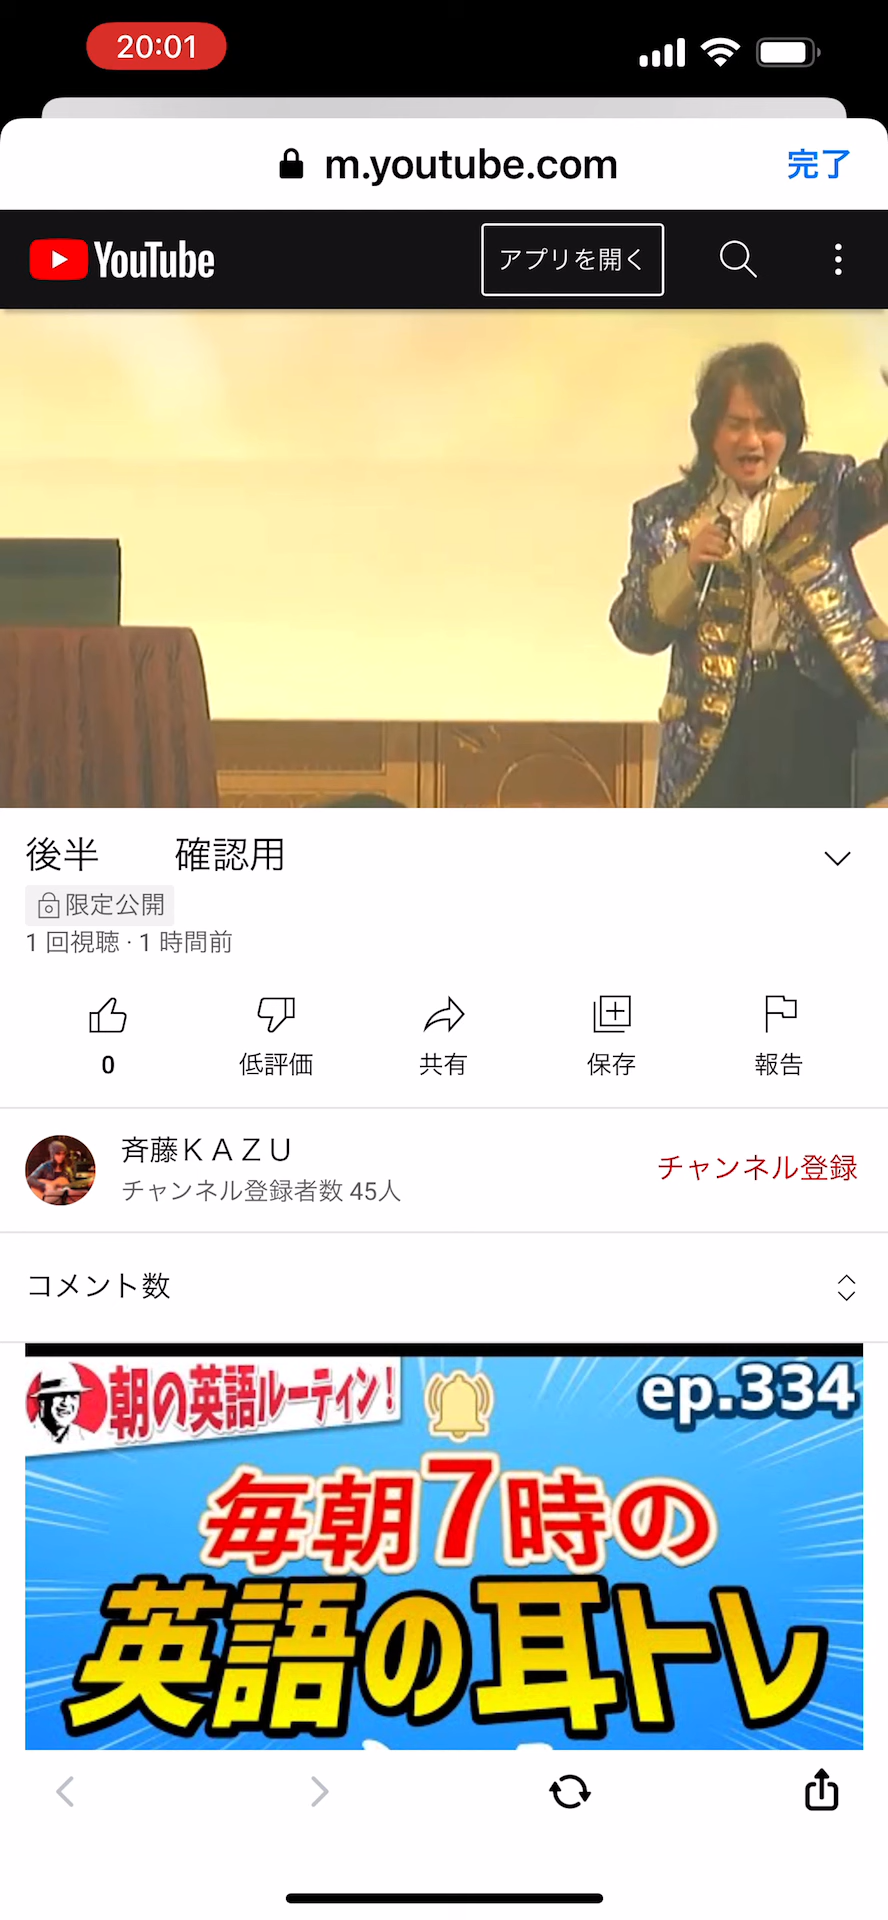 20:01
m.youtube.com
完了
YouTube
アプリを開く
後半　　確認用
限定公開
1 回視聴 · 1 時間前
0
低評価
共有
保存
報告
斉藤ＫＡＺＵ
チャンネル登録者数 45人
チャンネル登録
コメント数
朝の英語ルーティン！
ep.334
毎朝7時の
英語の耳トレ